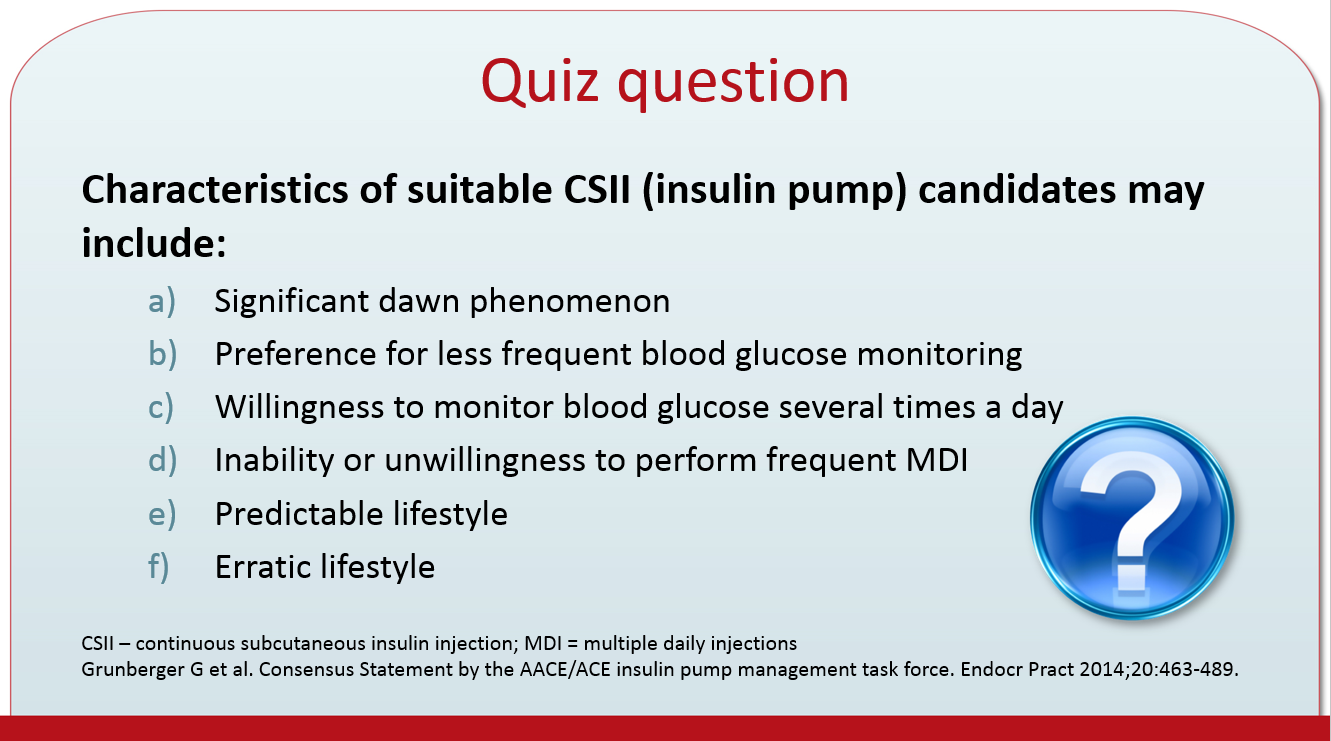 Quiz question
Characteristics of suitable CSII (insulin pump) candidates may
include:
a) Significant dawn phenomenon
b) Preference for less frequent blood glucose monitoring
c) Willingness to monitor blood glucose several times a day
d) Inability or unwillingness to perform frequent MDI
e) Predictable lifestyle
f) Erratic lifestyle
?
CSII – continuous subcutaneous insulin injection; MDI = multiple daily injections
Grunberger G et al. Consensus Statement by the AACE/ACE insulin pump management task force. Endocr Pract 2014;20:463-489.